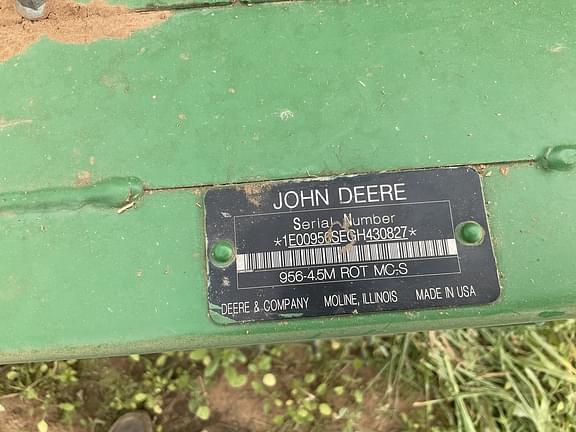 JOHN DEERE
Serial Number
*1E00956SEGH430827*
956-4.5M ROT MC-S
DEERE & COMPANY MOLINE, ILLINOIS MADE IN USA